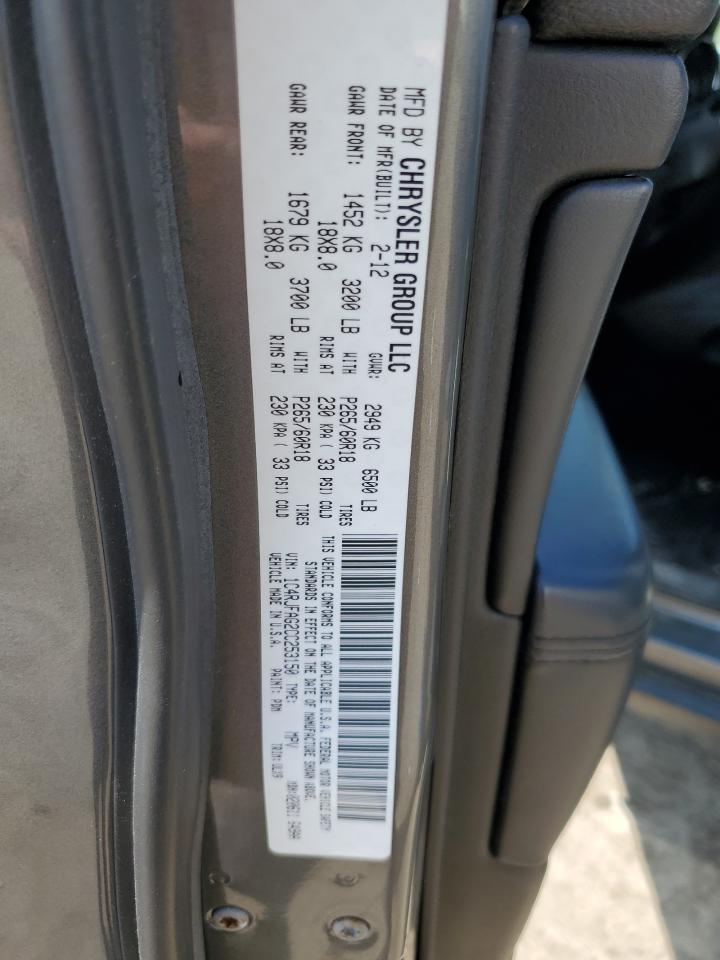 MFD BY CHRYSLER GROUP LLC
DATE OF MFR(BUILT): 2-12 GVWR: 2949 KG 6500 LB
GAWR FRONT: 1452 KG 3200 LB WITH P265/60R18 TIRES
18X8.0 RIMS AT 230 KPA ( 33 PSI) COLD
GAWR REAR: 1679 KG 3700 LB WITH P265/60R18 TIRES
18X8.0 RIMS AT 230 KPA ( 33 PSI) COLD
THIS VEHICLE CONFORMS TO ALL APPLICABLE U.S.A. FEDERAL MOTOR VEHICLE SAFETY
STANDARDS IN EFFECT ON THE DATE OF MANUFACTURE SHOWN ABOVE.
VIN: 1C4RJFAG2CC253150 TYPE: MPV
VEHICLE MADE IN U.S.A. PAINT: PDM TRIM: